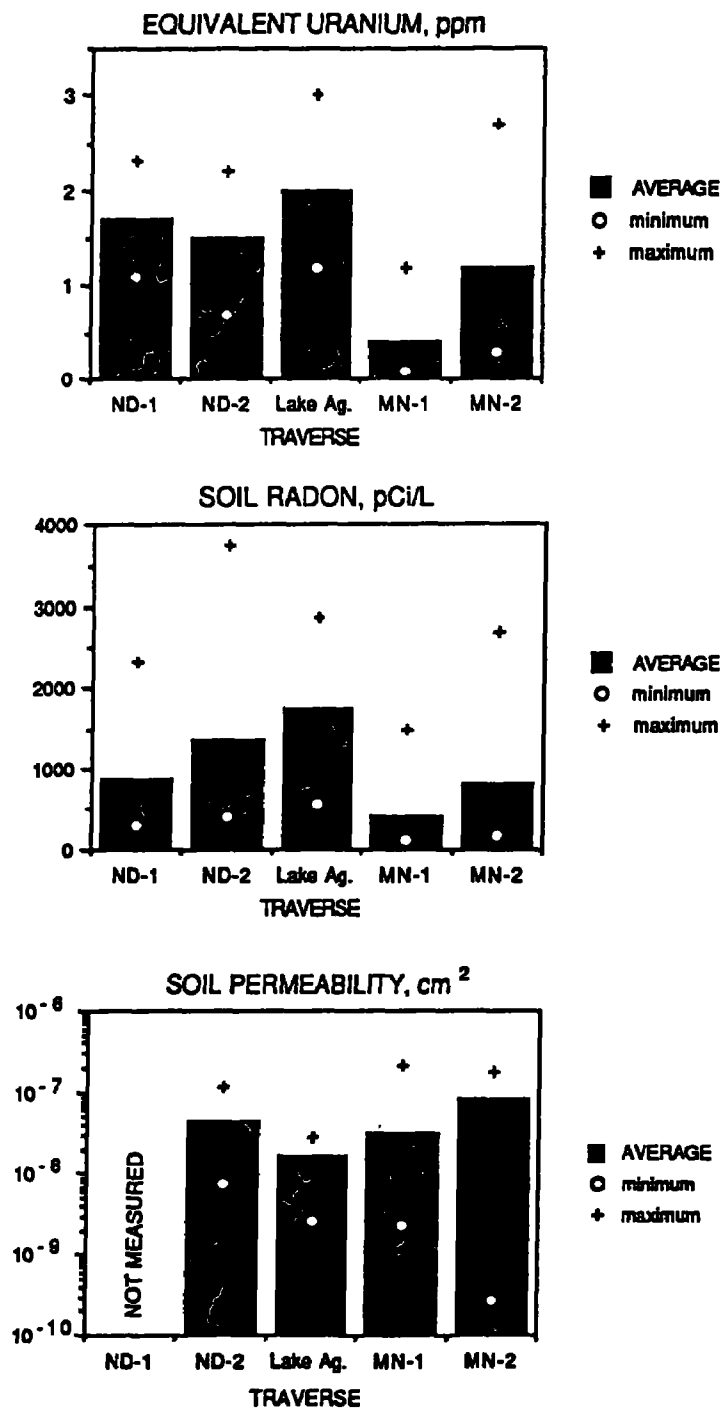 EQUIVALENT URANIUM, ppm
3
2
1
0
ND-1 ND-2 Lake Ag. MN-1 MN-2
TRAVERSE
AVERAGE
minimum
maximum
SOIL RADON, pCi/L
4000
3000
2000
1000
0
ND-1 ND-2 Lake Ag. MN-1 MN-2
TRAVERSE
AVERAGE
minimum
maximum
SOIL PERMEABILITY, cm 2
10-6
10-7
10-8
10-9
10-10
NOT MEASURED
ND-1 ND-2 Lake Ag. MN-1 MN-2
TRAVERSE
AVERAGE
minimum
maximum